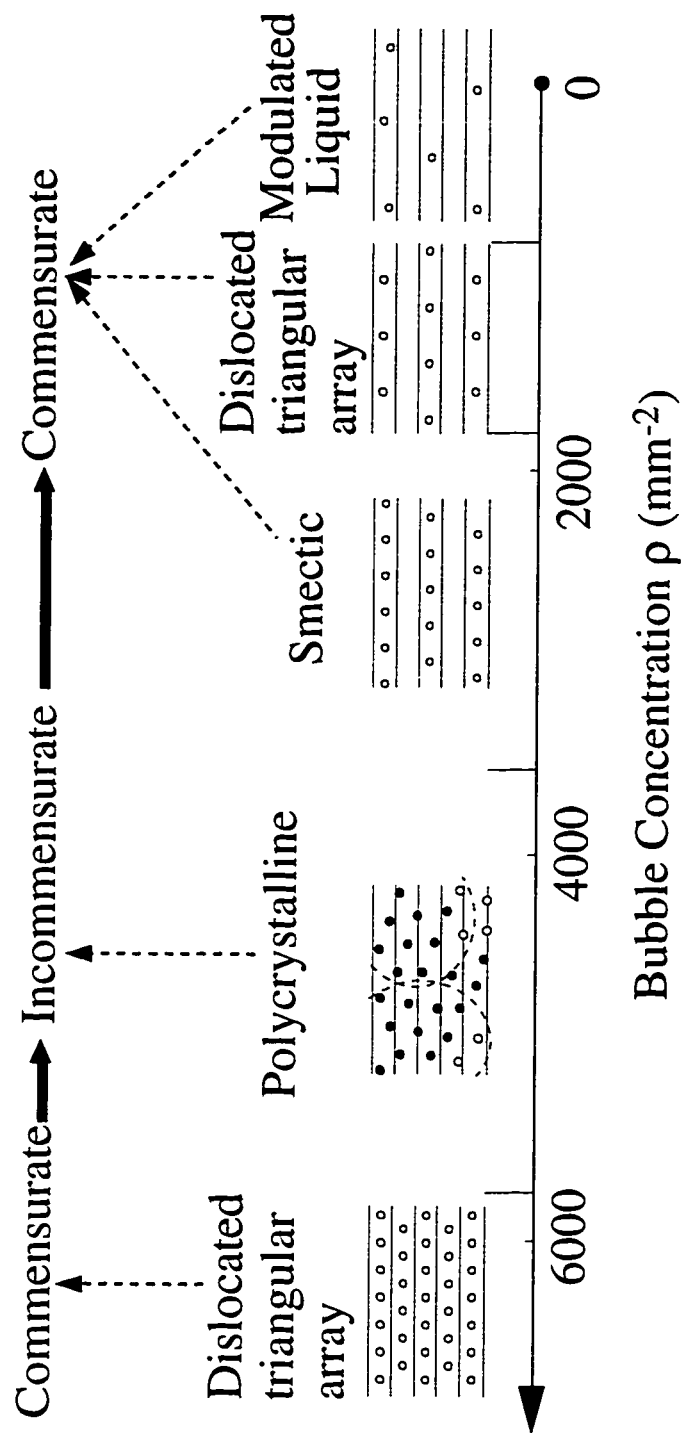 Commensurate
Incommensurate
Commensurate
Dislocated
triangular
array
Polycrystalline
Smectic
Dislocated
triangular
array
Modulated
Liquid
6000
4000
2000
0
Bubble Concentration ρ (mm-2)